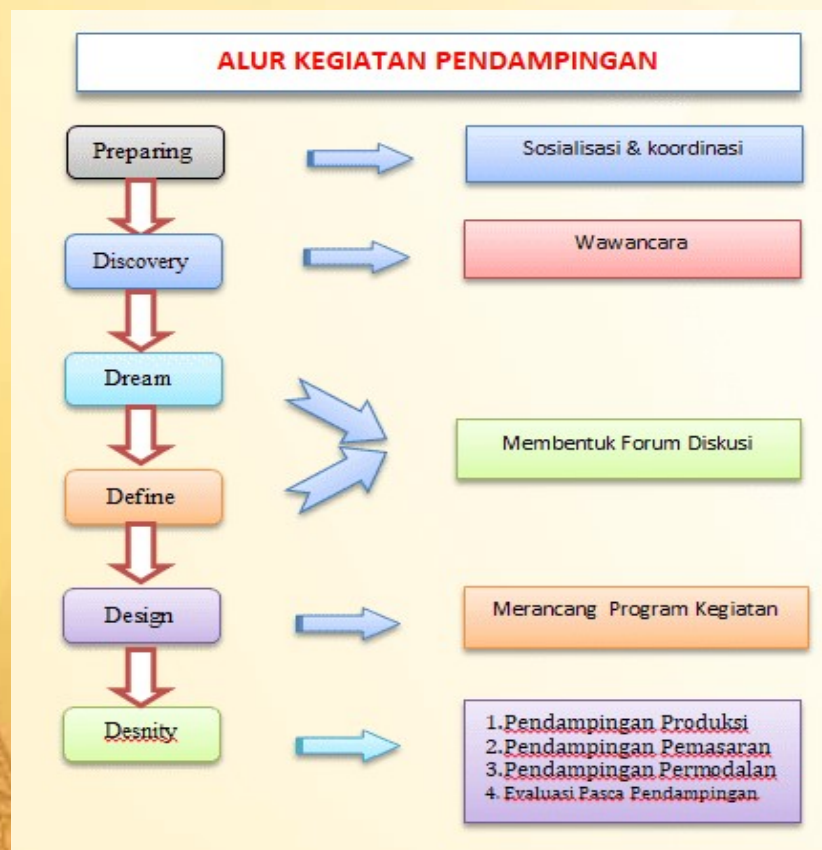 ALUR KEGIATAN PENDAMPINGAN
Preparing
Sosialisasi & koordinasi
Discovery
Wawancara
Dream
Membentuk Forum Diskusi
Define
Design
Merancang Program Kegiatan
Desnity
1.Pendampingan Produksi
2.Pendampingan Pemasaran
3.Pendampingan Permodalan
4. Evaluasi Pasca Pendampingan